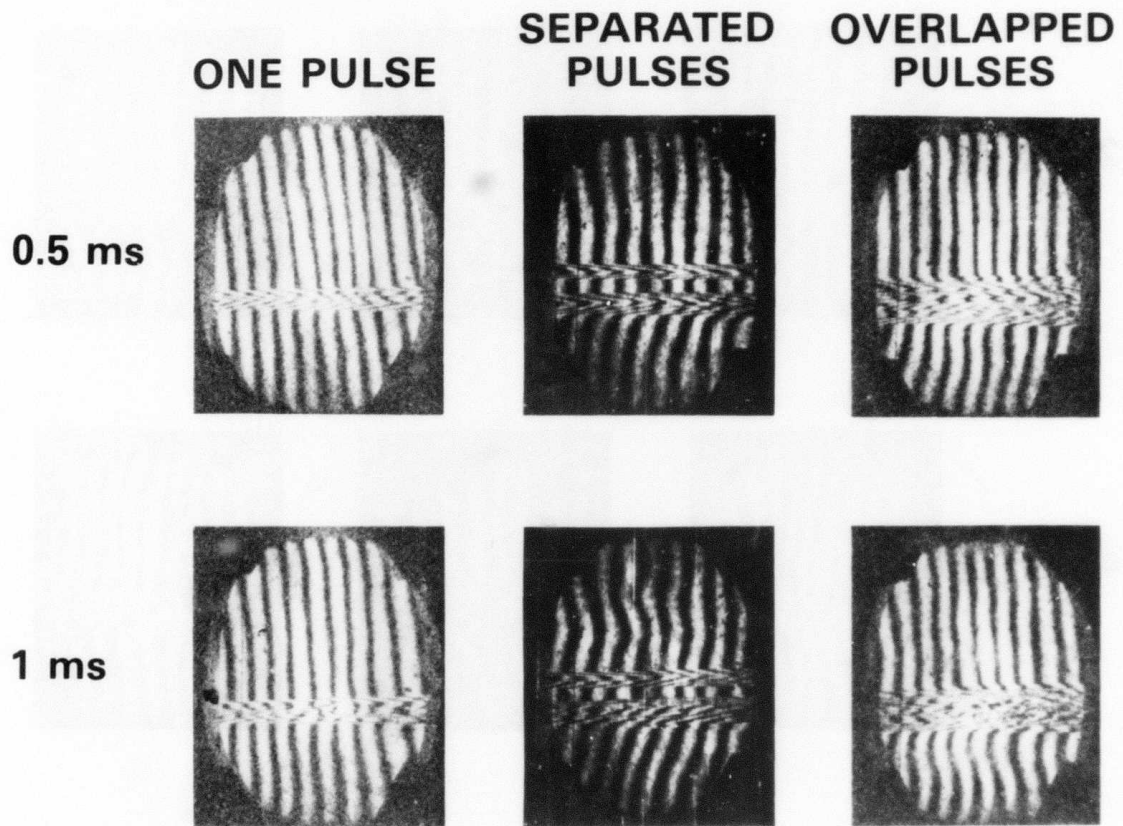 ONE PULSE
SEPARATED
PULSES
OVERLAPPED
PULSES
0.5 ms
1 ms